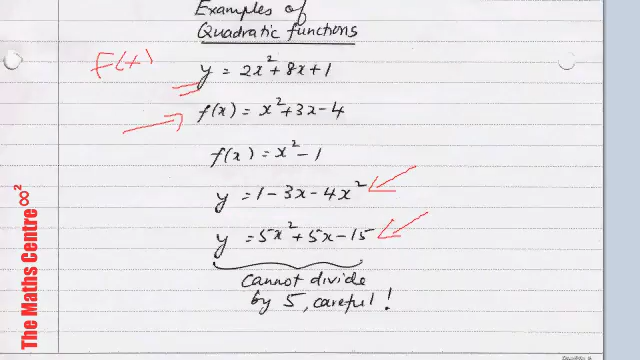 Examples of
Quadratic functions
F(x)
y = 2x² + 8x + 1
f(x) = x² + 3x - 4
f(x) = x² - 1
y = 1 - 3x - 4x²
y = 5x² + 5x - 15
cannot divide
by 5, careful!
The Maths Centre ∞²